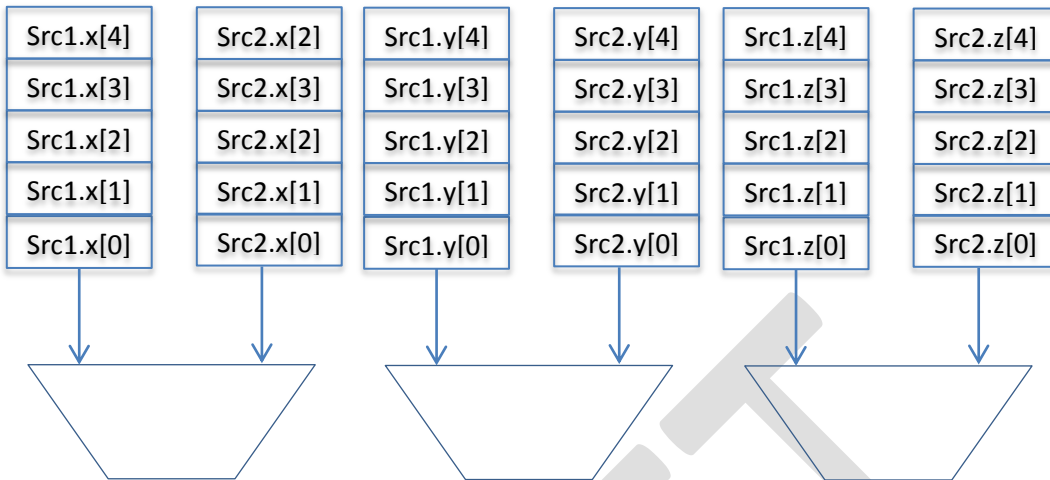 Src1.x[4] Src2.x[2] Src1.y[4] Src2.y[4] Src1.z[4] Src2.z[4]
Src1.x[3] Src2.x[3] Src1.y[3] Src2.y[3] Src1.z[3] Src2.z[3]
Src1.x[2] Src2.x[2] Src1.y[2] Src2.y[2] Src1.z[2] Src2.z[2]
Src1.x[1] Src2.x[1] Src1.y[1] Src2.y[1] Src1.z[1] Src2.z[1]
Src1.x[0] Src2.x[0] Src1.y[0] Src2.y[0] Src1.z[0] Src2.z[0]